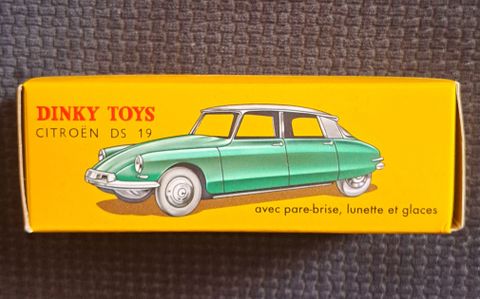 DINKY TOYS
CITROËN DS 19
avec pare-brise, lunette et glaces